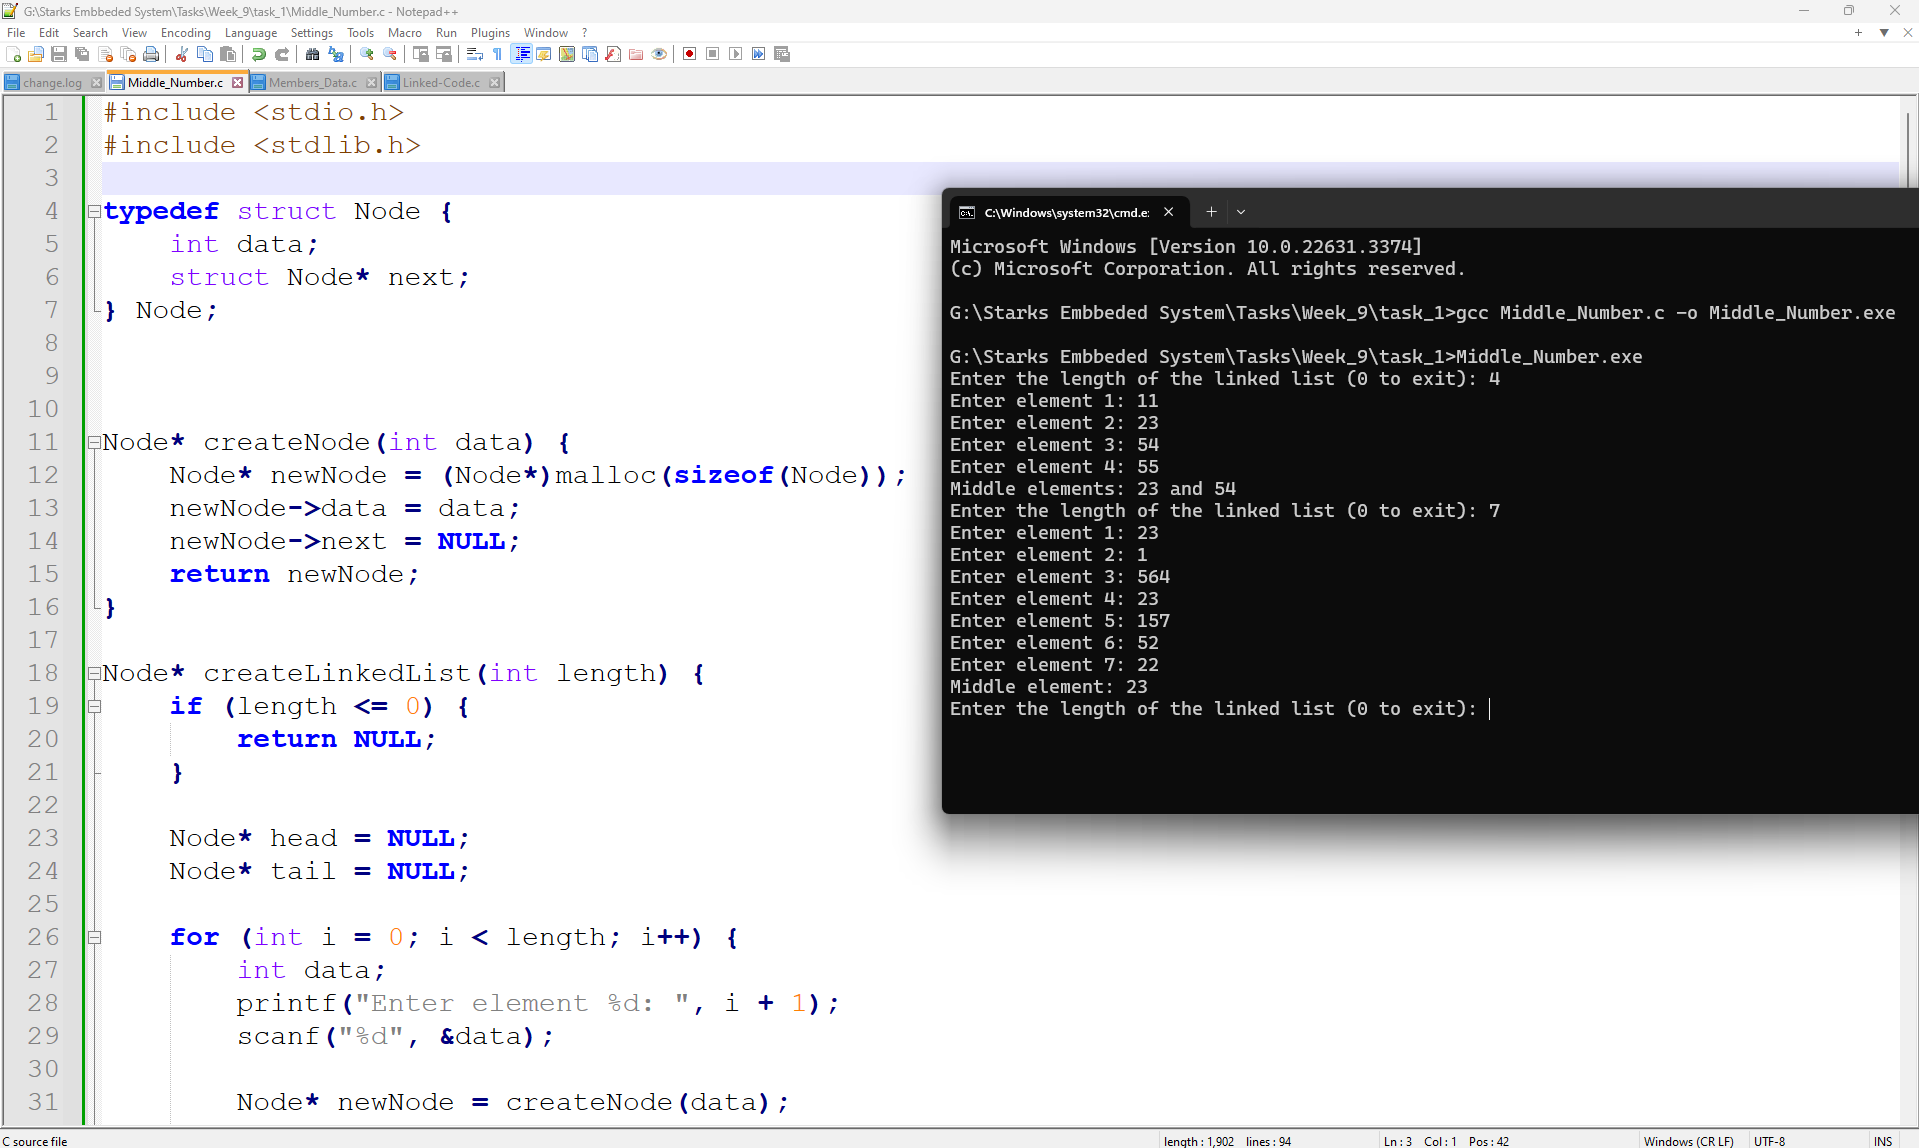 G:\Starks Embbeded System\Tasks\Week_9\task_1\Middle_Number.c - Notepad++
File Edit Search View Encoding Language Settings Tools Macro Run Plugins Window ?
change.log Middle_Number.c Members_Data.c Linked-Code.c
1 #include <stdio.h>
2 #include <stdlib.h>
3
4 typedef struct Node {
5 int data;
6 struct Node* next;
7 } Node;
8
9
10
11 Node* createNode(int data) {
12 Node* newNode = (Node*)malloc(sizeof(Node));
13 newNode->data = data;
14 newNode->next = NULL;
15 return newNode;
16 }
17
18 Node* createLinkedList(int length) {
19 if (length <= 0) {
20 return NULL;
21 }
22
23 Node* head = NULL;
24 Node* tail = NULL;
25
26 for (int i = 0; i < length; i++) {
27 int data;
28 printf("Enter element %d: ", i + 1);
29 scanf("%d", &data);
30
31 Node* newNode = createNode(data);
C:\Windows\system32\cmd.e:
Microsoft Windows [Version 10.0.22631.3374]
(c) Microsoft Corporation. All rights reserved.
G:\Starks Embbeded System\Tasks\Week_9\task_1>gcc Middle_Number.c -o Middle_Number.exe
G:\Starks Embbeded System\Tasks\Week_9\task_1>Middle_Number.exe
Enter the length of the linked list (0 to exit): 4
Enter element 1: 11
Enter element 2: 23
Enter element 3: 54
Enter element 4: 55
Middle elements: 23 and 54
Enter the length of the linked list (0 to exit): 7
Enter element 1: 23
Enter element 2: 1
Enter element 3: 564
Enter element 4: 23
Enter element 5: 157
Enter element 6: 52
Enter element 7: 22
Middle element: 23
Enter the length of the linked list (0 to exit):
C source file length : 1,902 lines : 94 Ln : 3 Col : 1 Pos : 42 Windows (CR LF) UTF-8 INS